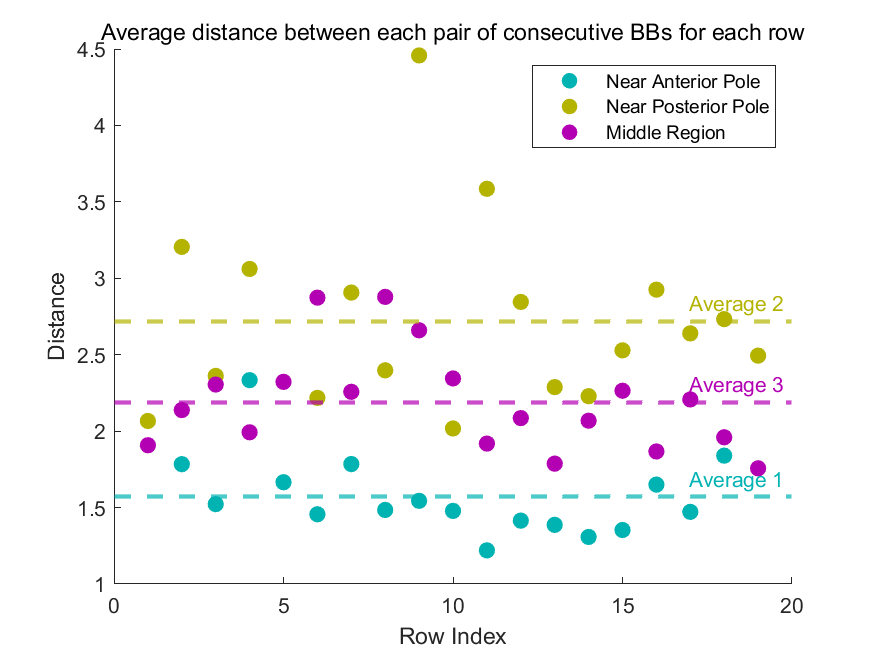 Average distance between each pair of consecutive BBs for each row
4.5
4
3.5
3
2.5
2
1.5
1
Distance
Near Anterior Pole
Near Posterior Pole
Middle Region
Average 2
Average 3
Average 1
0
5
10
15
20
Row Index